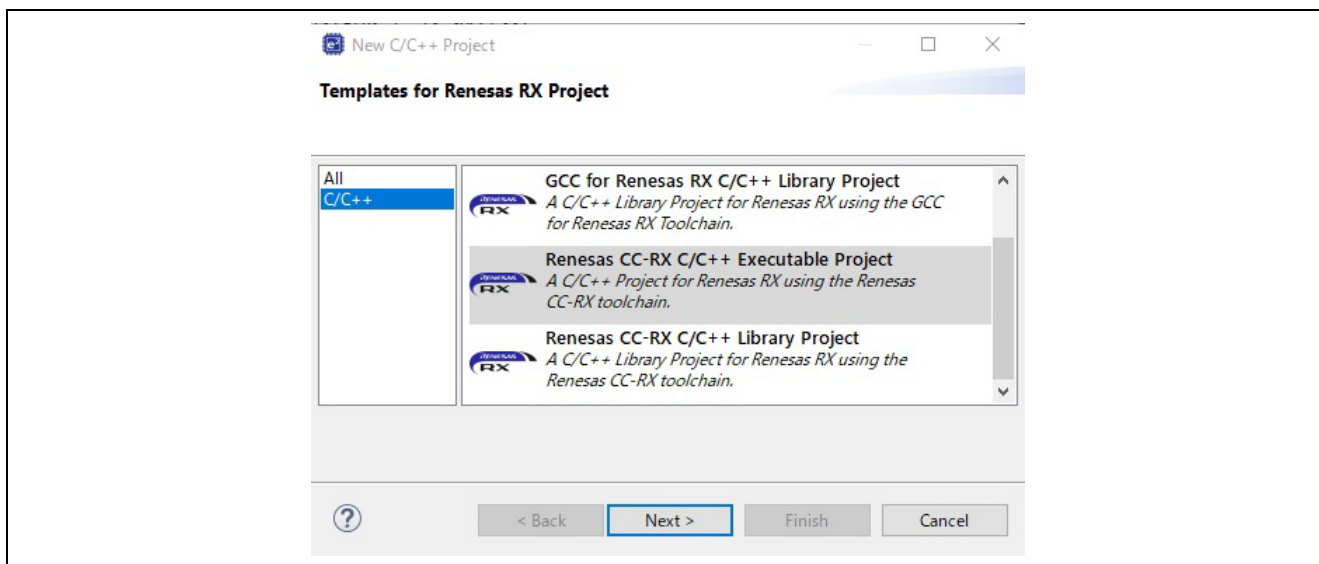 New C/C++ Project
Templates for Renesas RX Project
All
C/C++
GCC for Renesas RX C/C++ Library Project
A C/C++ Library Project for Renesas RX using the GCC
for Renesas RX Toolchain.
Renesas CC-RX C/C++ Executable Project
A C/C++ Project for Renesas RX using the Renesas
CC-RX toolchain.
Renesas CC-RX C/C++ Library Project
A C/C++ Library Project for Renesas RX using the
Renesas CC-RX toolchain.
RENESAS
RX
RENESAS
RX
RENESAS
RX
?
< Back
Next >
Finish
Cancel